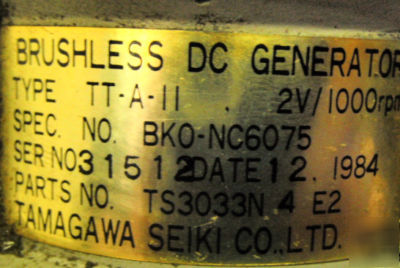 BRUSHLESS DC GENERATOR
TYPE TT-A-11 . 2V/1000rpm
SPEC. NO. BKO-NC6075
SER NO 31512 DATE 12. 1984
PARTS NO. TS3033N 4 E2
TAMAGAWA SEIKI CO., LTD.